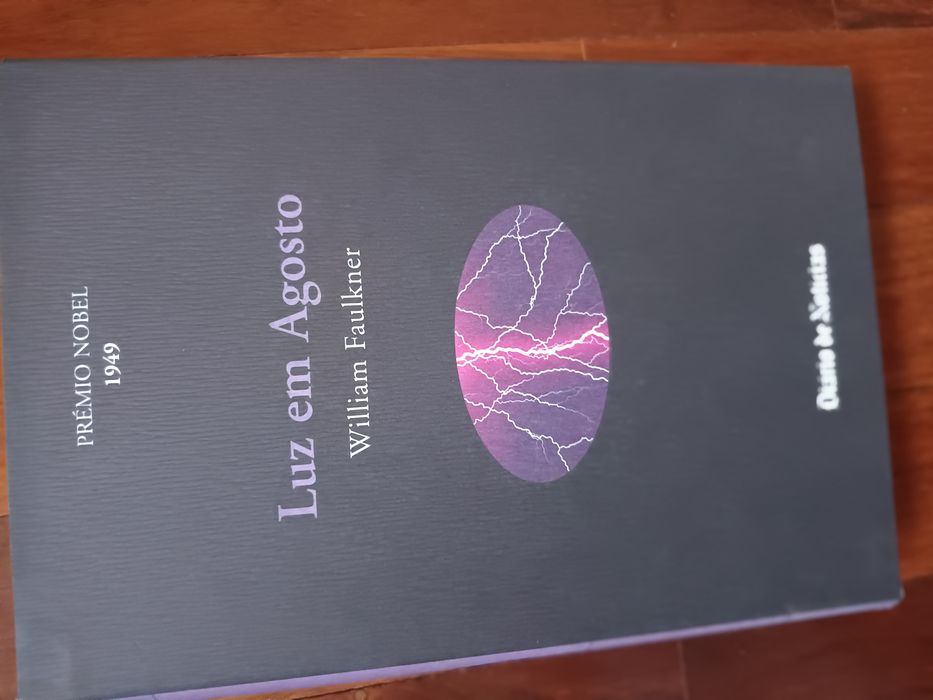 PRÉMIO NOBEL
1949
Luz em Agosto
William Faulkner
Diário de Notícias